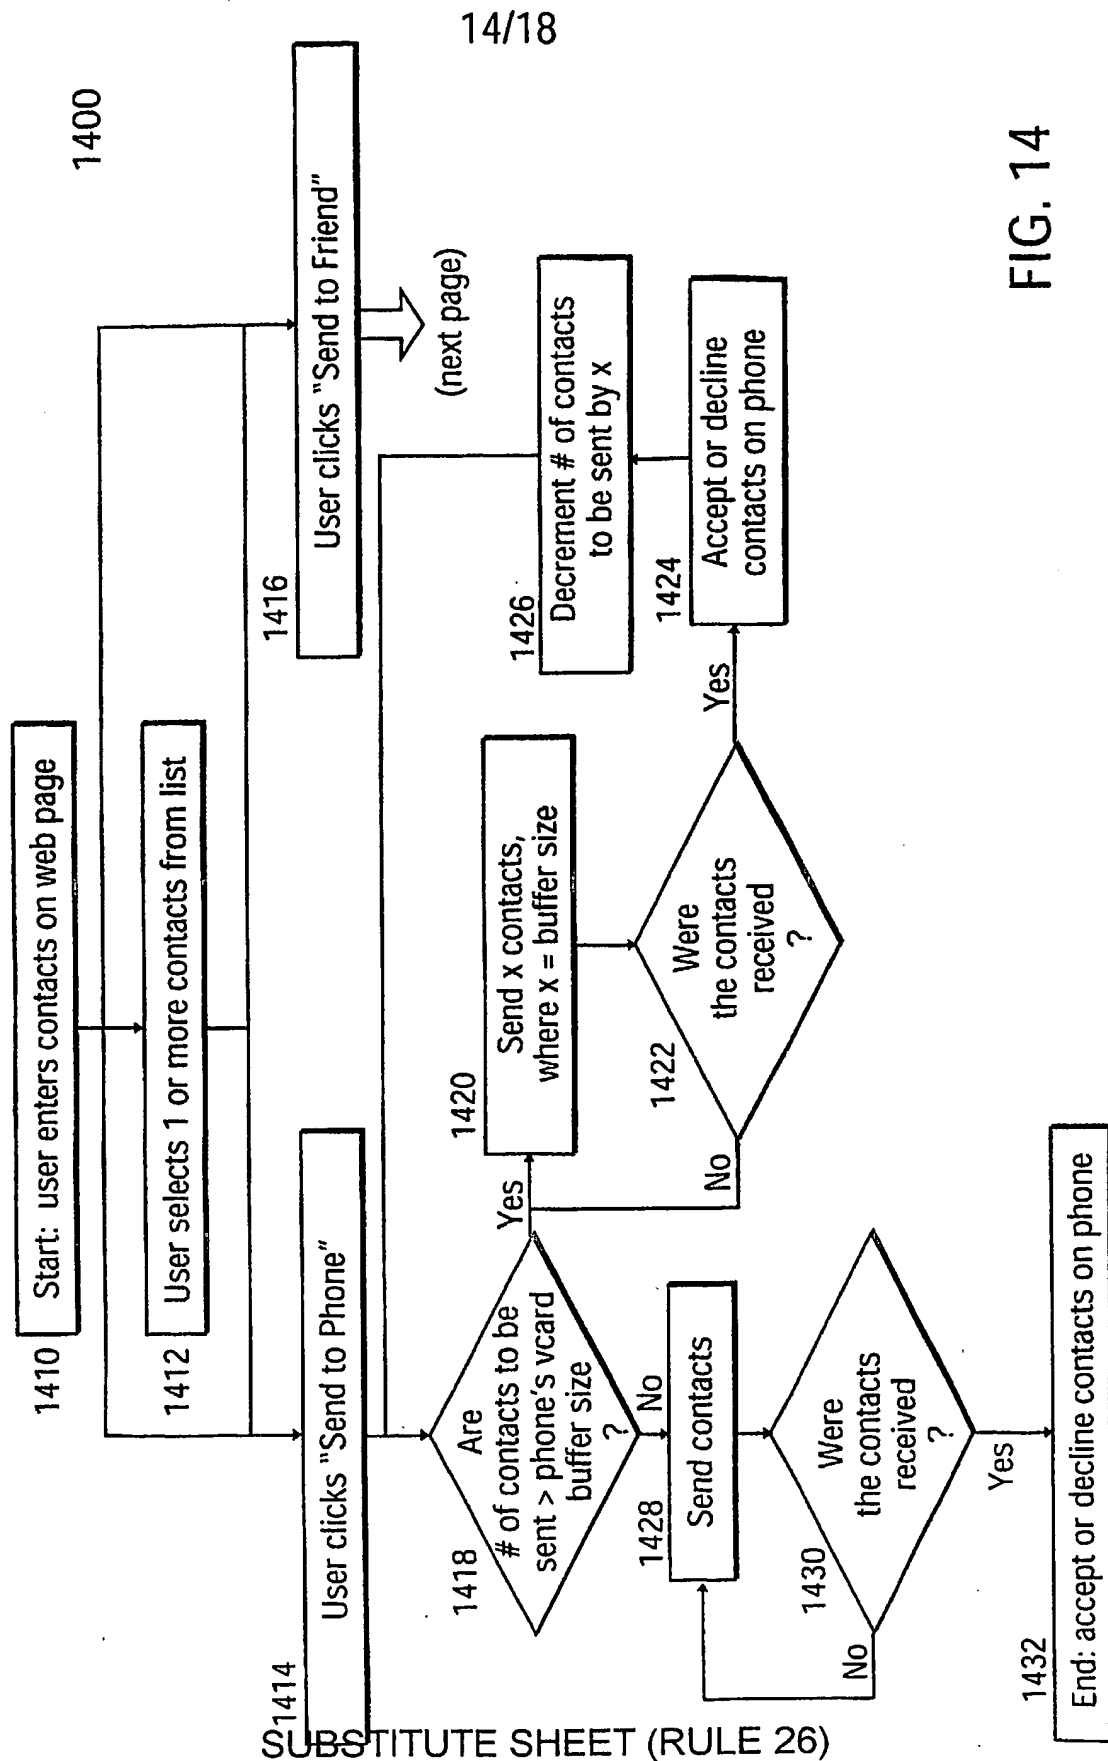 14/18
1400
1410
Start: user enters contacts on web page
1412
User selects 1 or more contacts from list
1414
User clicks "Send to Phone"
1416
User clicks "Send to Friend"
(next page)
1418
Are
# of contacts to be
sent > phone's vcard
buffer size
?
Yes
No
1420
Send x contacts,
where x = buffer size
1422
Were
the contacts
received
?
No
Yes
1424
Accept or decline
contacts on phone
1426
Decrement # of contacts
to be sent by x
1428
Send contacts
1430
Were
the contacts
received
?
No
Yes
1432
End: accept or decline contacts on phone
FIG. 14
SUBSTITUTE SHEET (RULE 26)